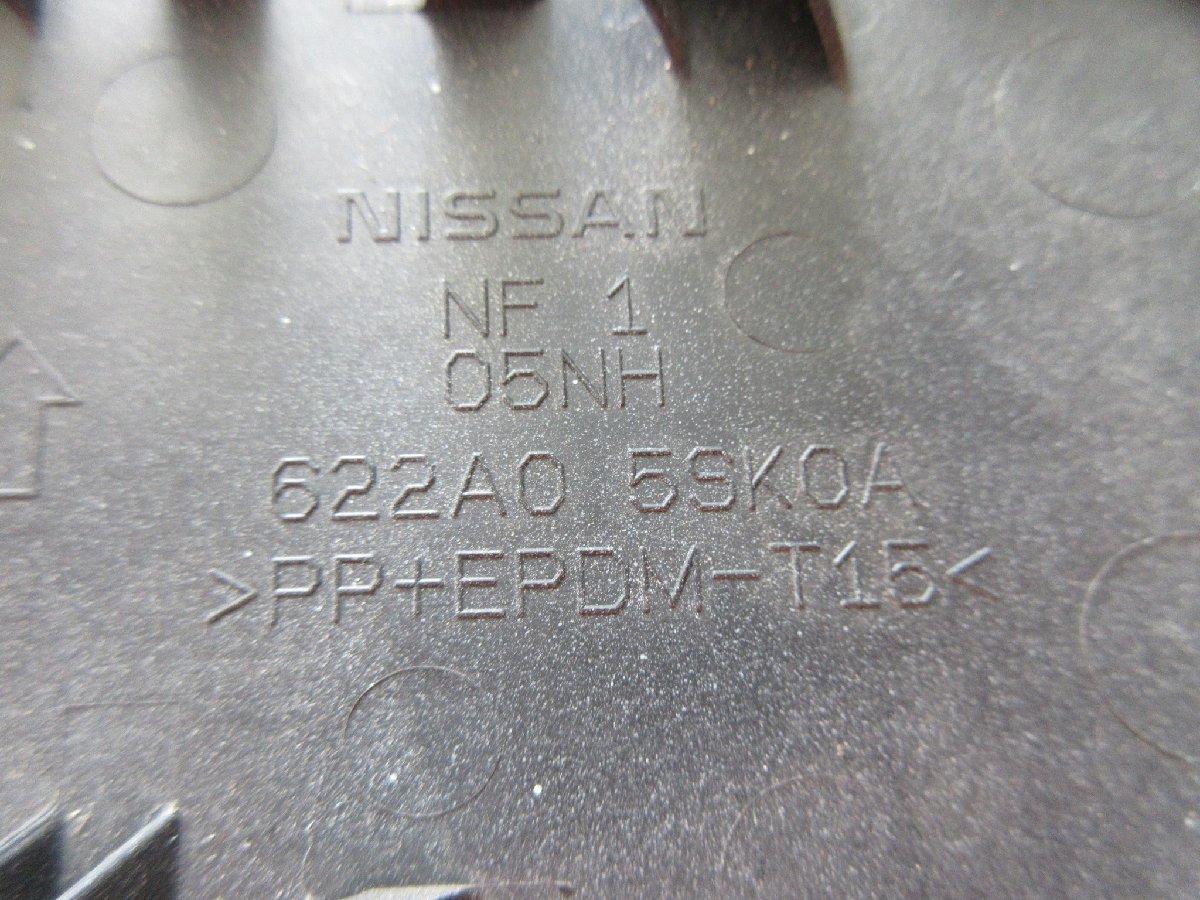 NISSAN
NF 1
05NH
622A0 5SK0A
>PP+EPDM-T15<